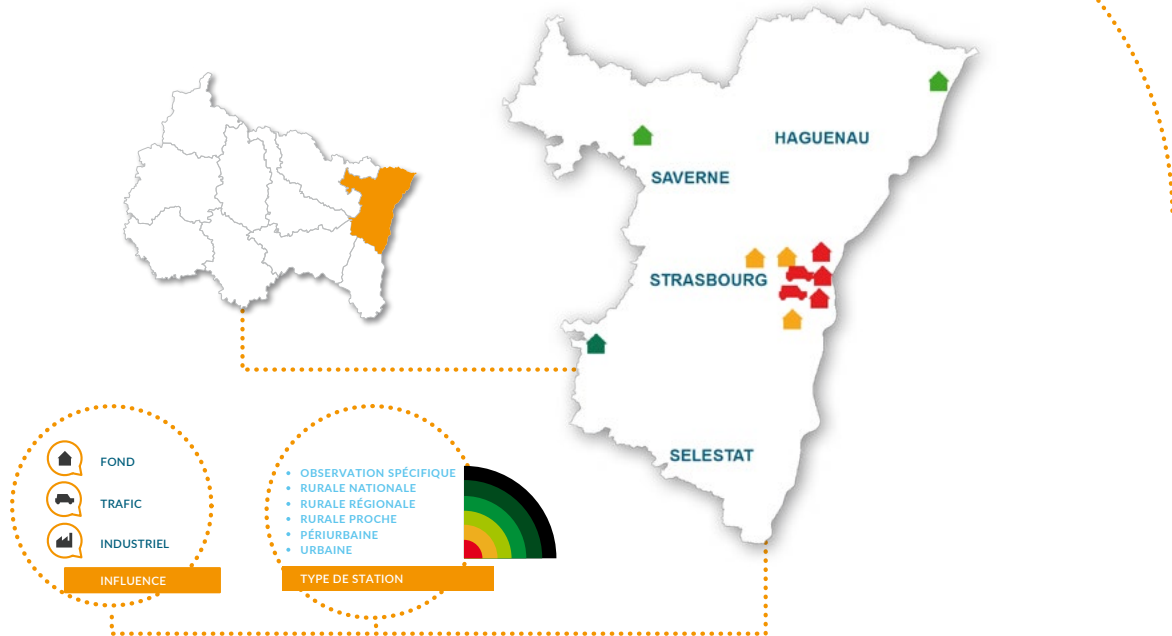 HAGUENAU
SAVERNE
STRASBOURG
SELESTAT
FOND
TRAFIC
INDUSTRIEL
INFLUENCE
• OBSERVATION SPÉCIFIQUE
• RURALE NATIONALE
• RURALE RÉGIONALE
• RURALE PROCHE
• PÉRIURBAINE
• URBAINE
TYPE DE STATION